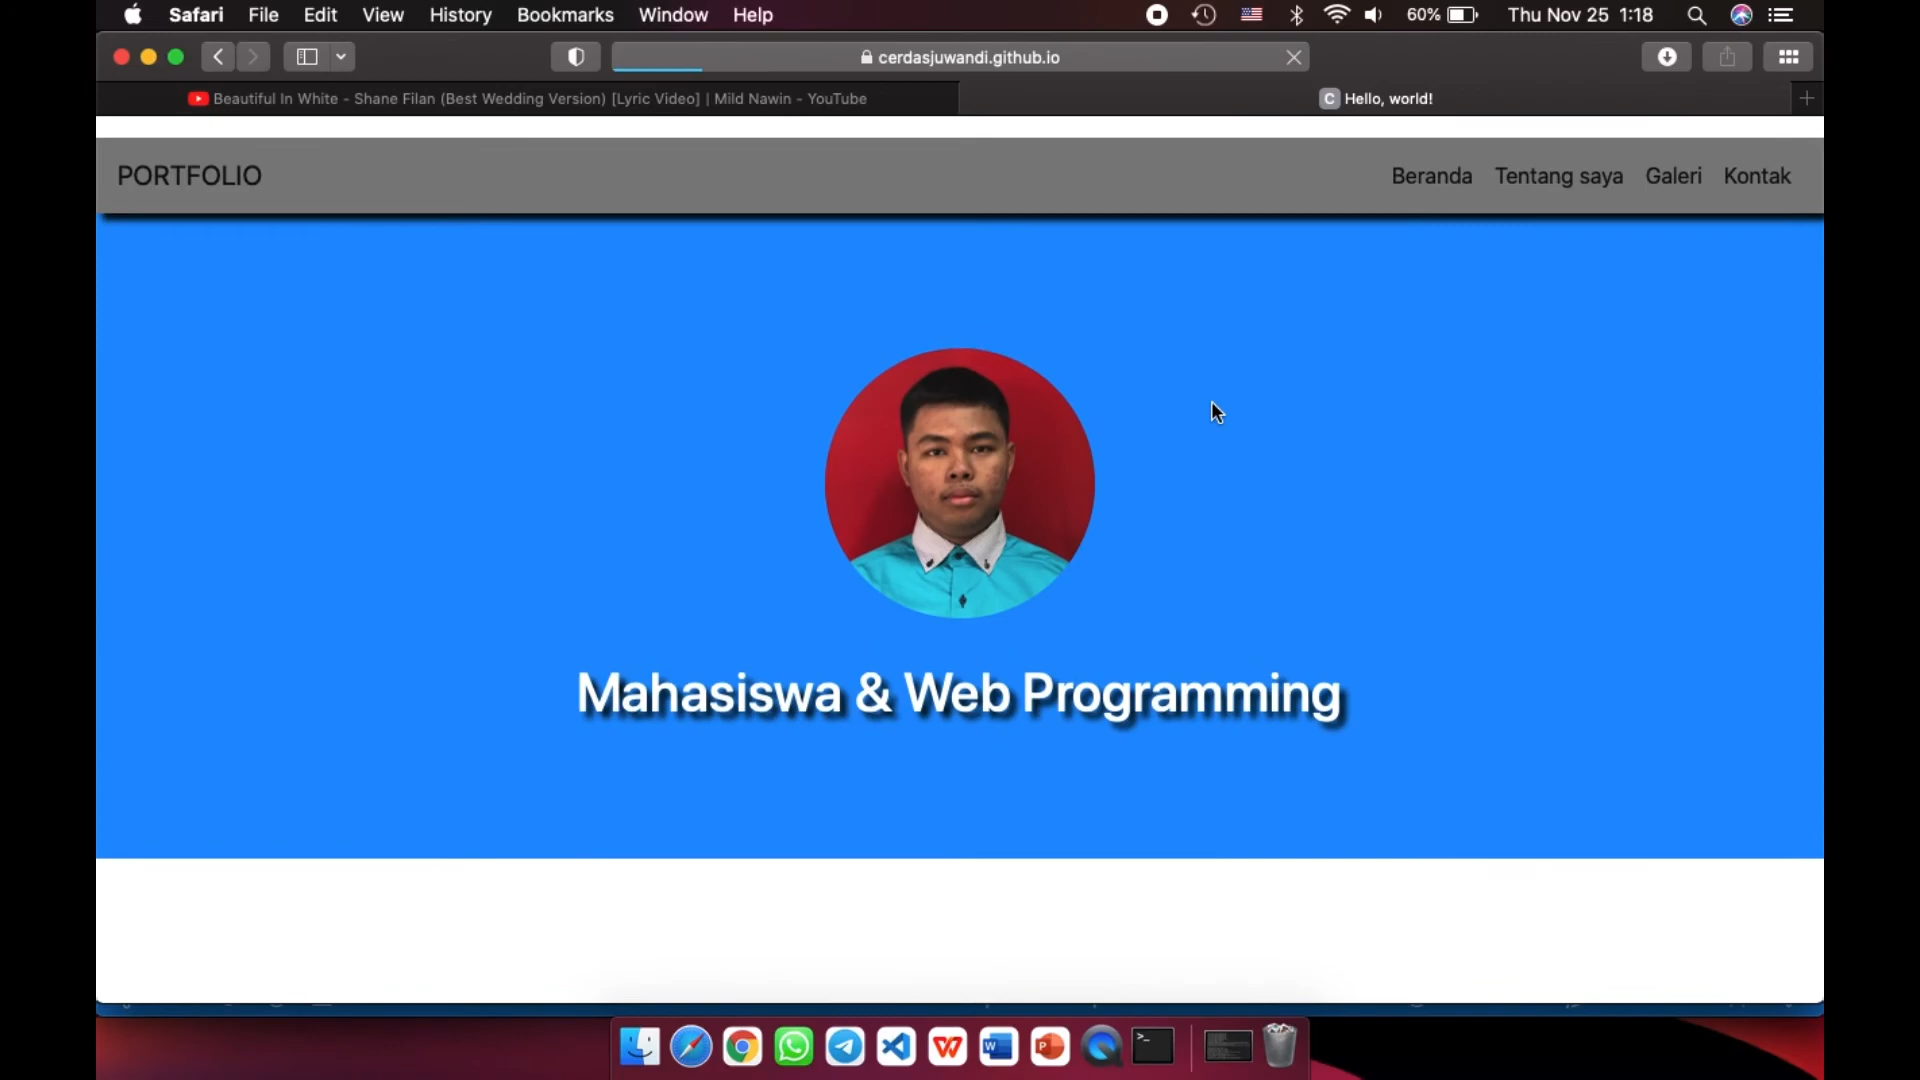 Safari File Edit View History Bookmarks Window Help 60% Thu Nov 25 1:18
cerdasjuwandi.github.io
Beautiful In White - Shane Filan (Best Wedding Version) [Lyric Video] | Mild Nawin - YouTube
C Hello, world!
PORTFOLIO Beranda Tentang saya Galeri Kontak
Mahasiswa & Web Programming